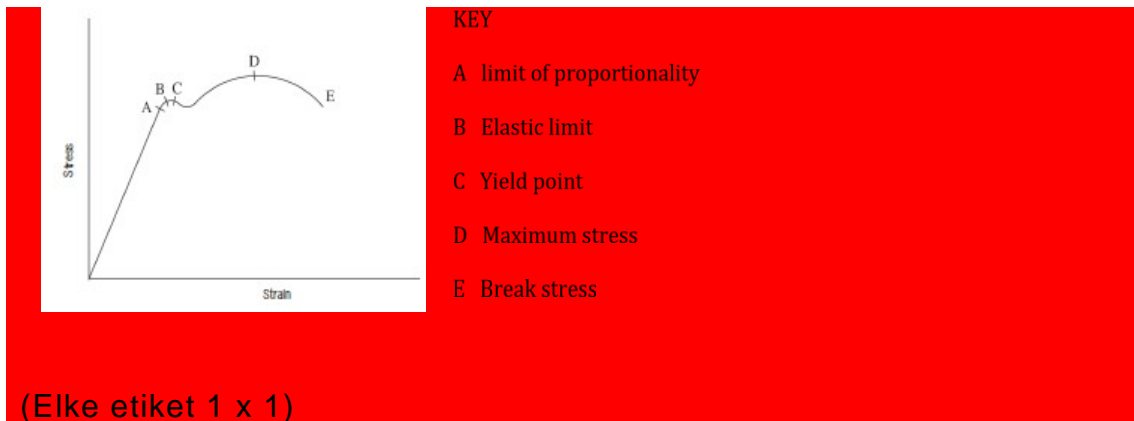 KEY
D
A limit of proportionality
B C
E
A
B Elastic limit
Stress
C Yield point
D Maximum stress
E Break stress
Strain
(Elke etiket 1 x 1)